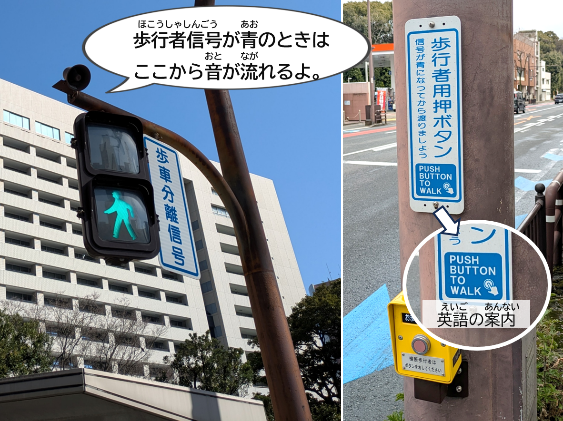 ほこうしゃしんごう あお
歩行者信号が青のときは
おと なが
ここから音が流れるよ。
歩車分離信号
歩行者用押ボタン
信号が青になってから渡りましょう
PUSH
BUTTON
TO
WALK
う ン
PUSH
BUTTON
TO
WALK
えいご あんない
英語の案内